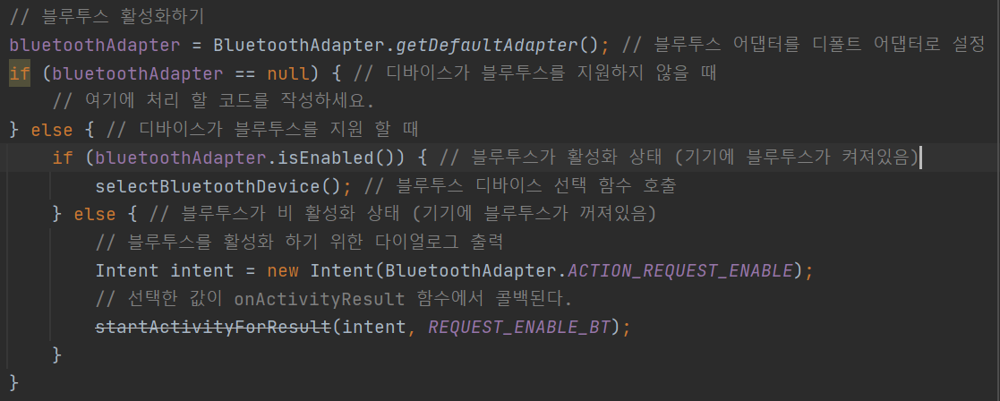 // 블루투스 활성화하기
bluetoothAdapter = BluetoothAdapter.getDefaultAdapter(); // 블루투스 어댑터를 디폴트 어댑터로 설정
if (bluetoothAdapter == null) { // 디바이스가 블루투스를 지원하지 않을 때
    // 여기에 처리 할 코드를 작성하세요.
} else { // 디바이스가 블루투스를 지원 할 때
    if (bluetoothAdapter.isEnabled()) { // 블루투스가 활성화 상태 (기기에 블루투스가 켜져있음)
        selectBluetoothDevice(); // 블루투스 디바이스 선택 함수 호출
    } else { // 블루투스가 비 활성화 상태 (기기에 블루투스가 꺼져있음)
        // 블루투스를 활성화 하기 위한 다이얼로그 출력
        Intent intent = new Intent(BluetoothAdapter.ACTION_REQUEST_ENABLE);
        // 선택한 값이 onActivityResult 함수에서 콜백된다.
        startActivityForResult(intent, REQUEST_ENABLE_BT);
    }
}